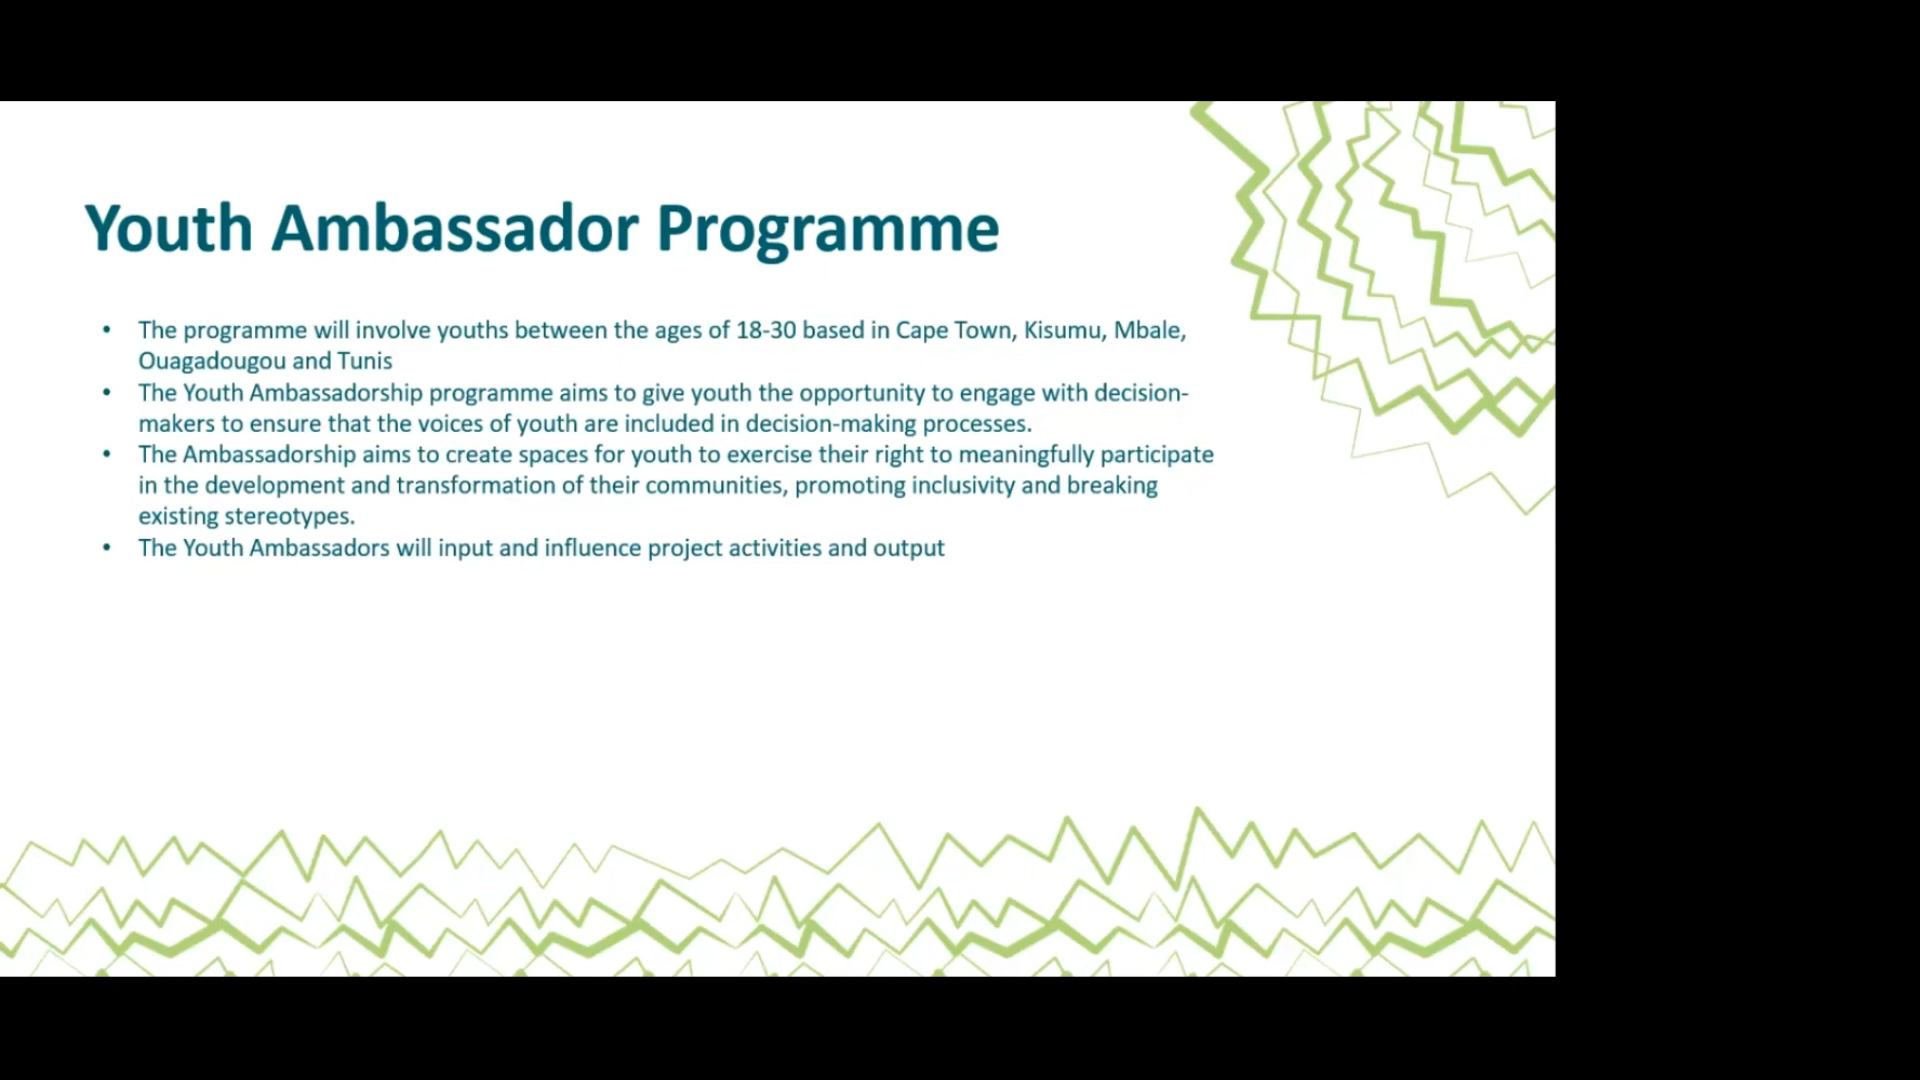 Youth Ambassador Programme
• The programme will involve youths between the ages of 18-30 based in Cape Town, Kisumu, Mbale,
Ouagadougou and Tunis
• The Youth Ambassadorship programme aims to give youth the opportunity to engage with decision-
makers to ensure that the voices of youth are included in decision-making processes.
• The Ambassadorship aims to create spaces for youth to exercise their right to meaningfully participate
in the development and transformation of their communities, promoting inclusivity and breaking
existing stereotypes.
• The Youth Ambassadors will input and influence project activities and output